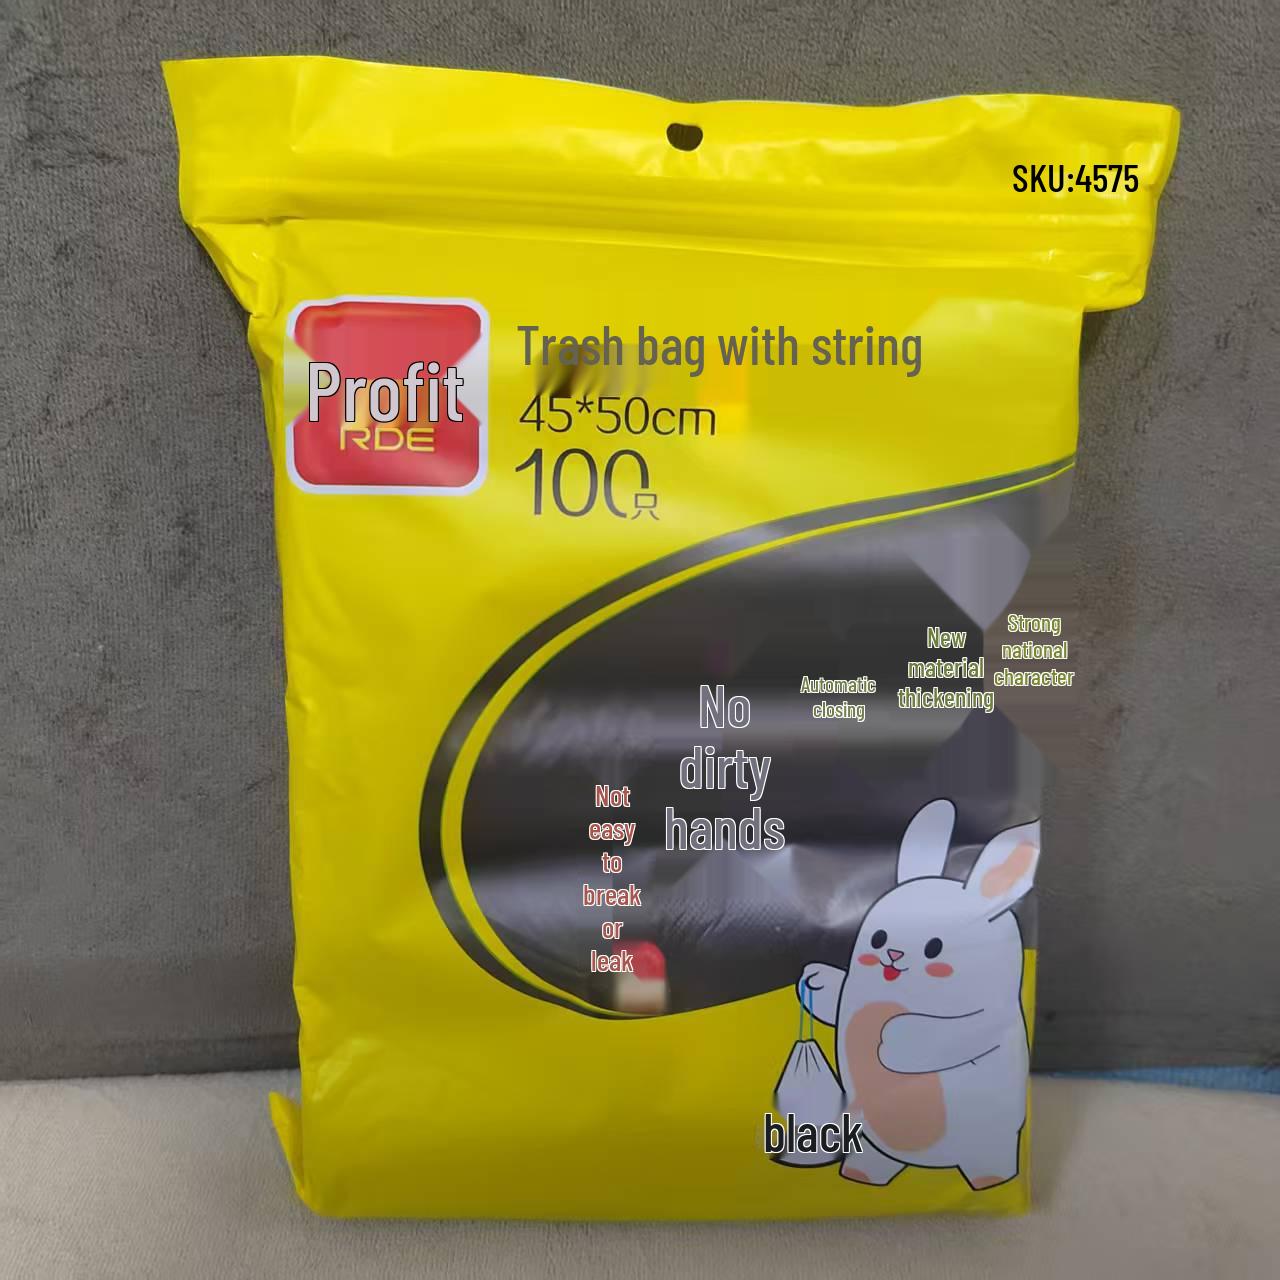 SKU:4575
Profit
RDE
Trash bag with string
45*50cm
100只
Strong
national
character
New
material
thickening
Automatic
closing
No
dirty
hands
Not
easy
to
break
or
leak
black